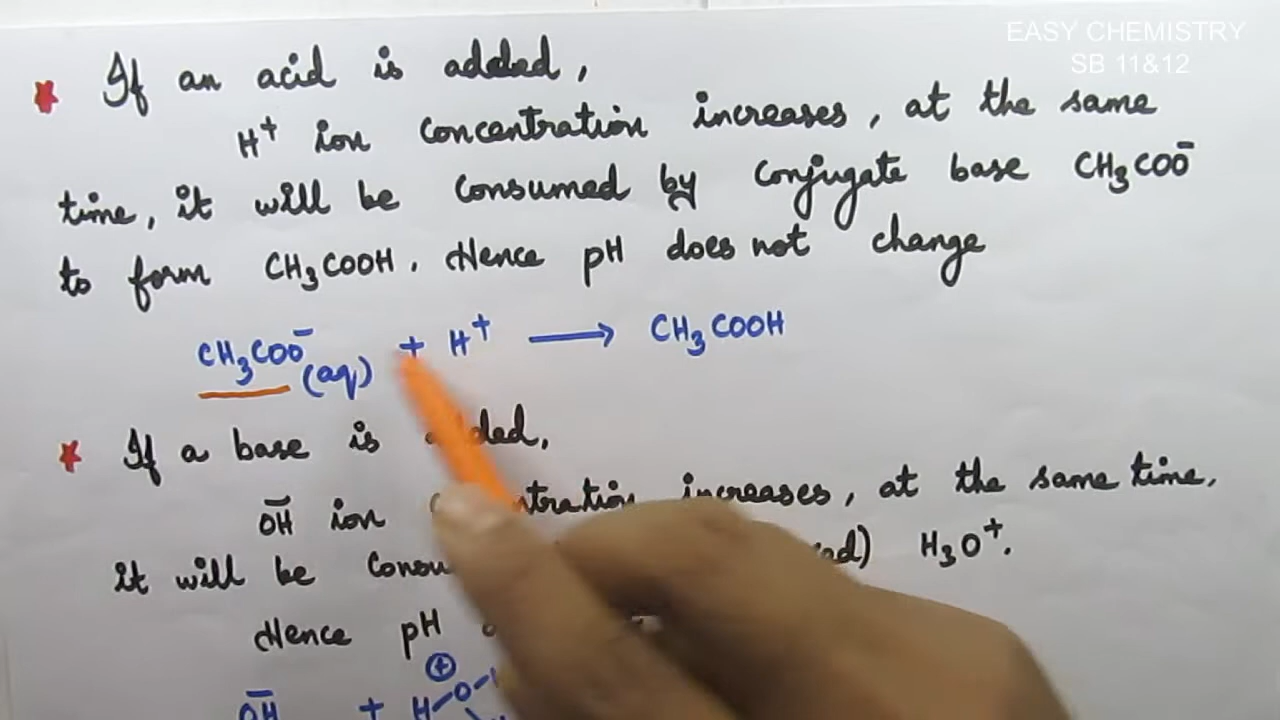 EASY CHEMISTRY
SB 11&12
If an acid is added,
H⁺ ion concentration increases, at the same
time, it will be consumed by conjugate base CH₃COO⁻
to form CH₃COOH. Hence pH does not change
CH₃COO⁻(aq) + H⁺ ⟶ CH₃COOH
If a base is added,
OH⁻ ion increases, at the same time,
it will be H₃O⁺.
Hence pH
OH⁻ + H-O-